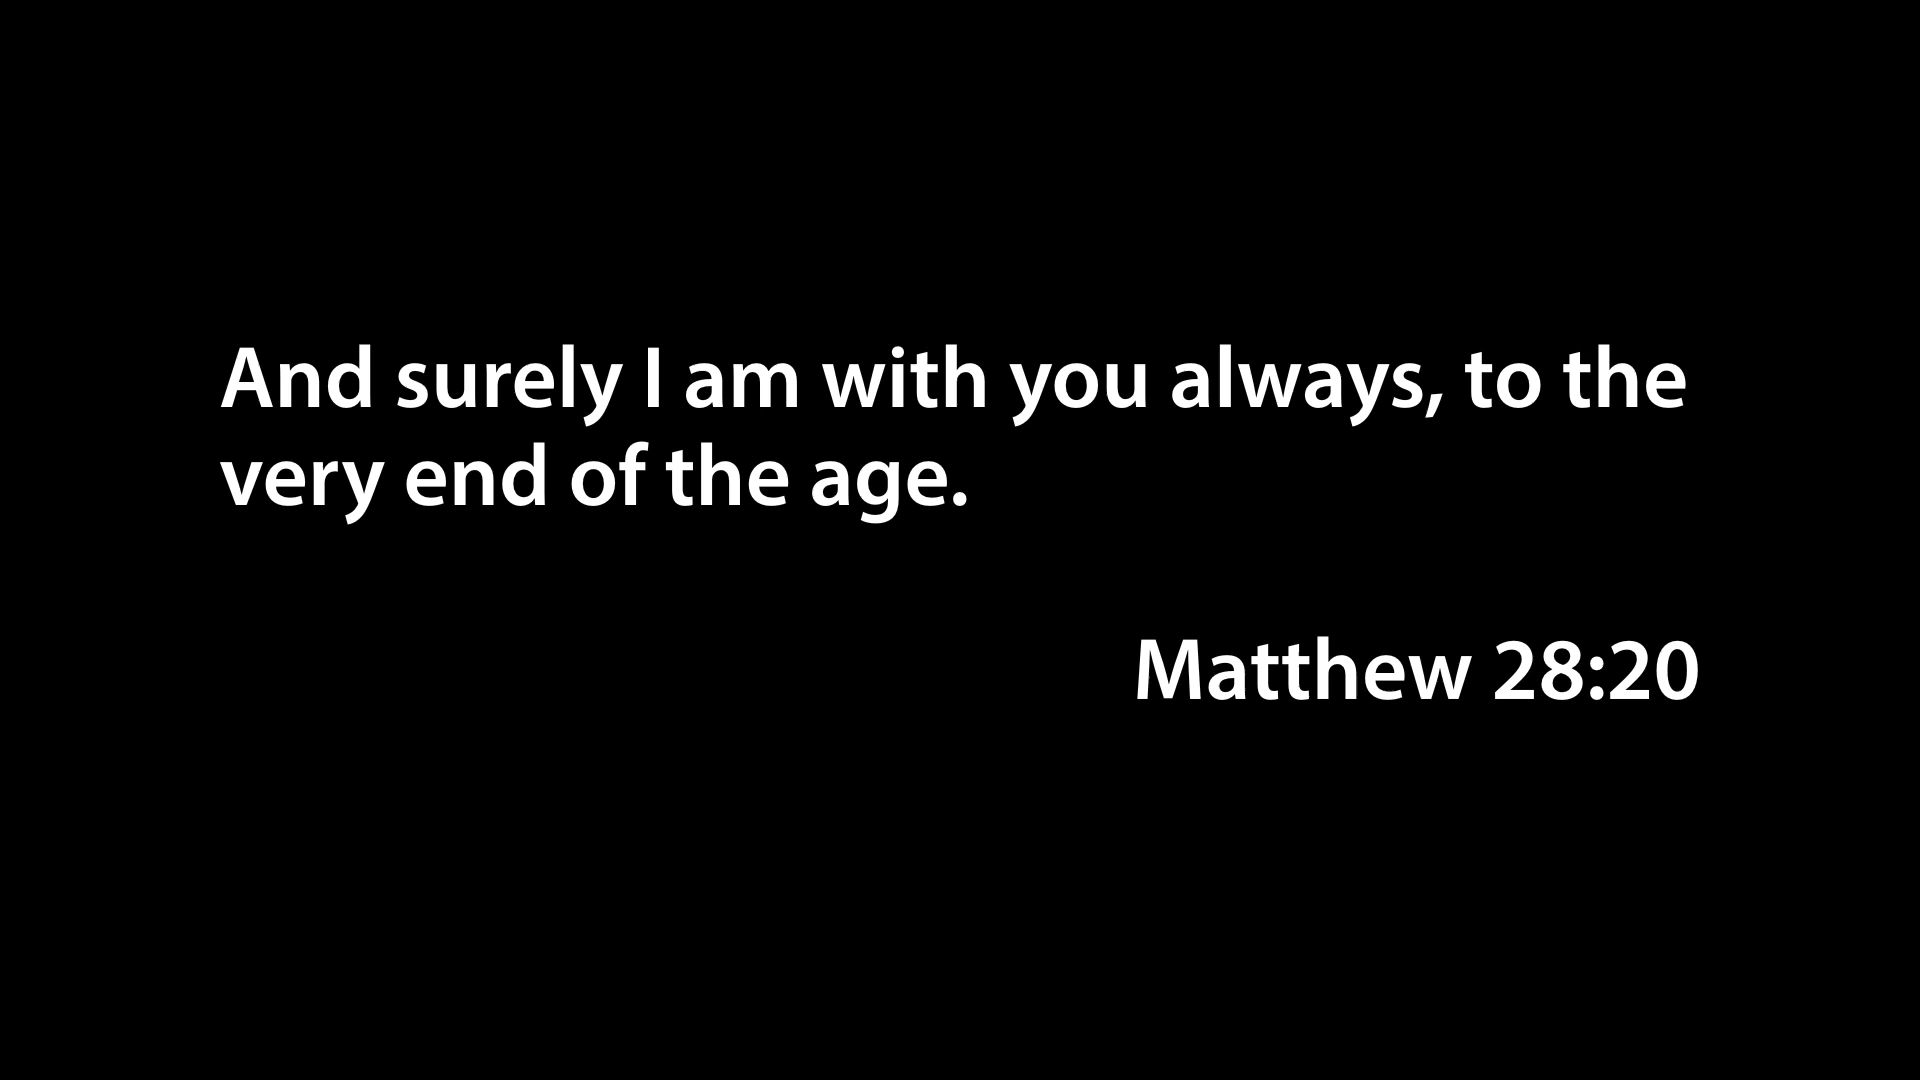 And surely I am with you always, to the
very end of the age.
Matthew 28:20